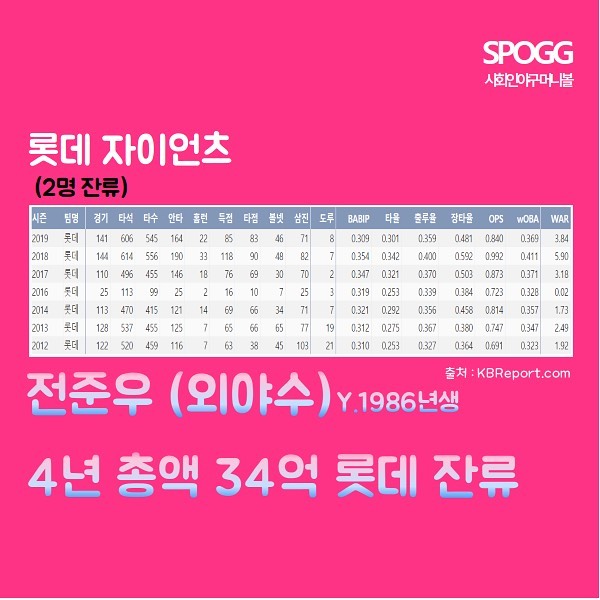 SPOGG
사회인야구 머니볼
롯데 자이언츠
(2명 잔류)
시즌 팀명 경기 타석 타수 안타 홈런 득점 타점 볼넷 삼진 도루 BABIP 타율 출루율 장타율 OPS wOBA WAR
2019 롯데 141 606 545 164 22 85 83 46 71 8 0.309 0.301 0.359 0.481 0.840 0.369 3.84
2018 롯데 144 614 556 190 33 118 90 48 82 7 0.354 0.342 0.400 0.592 0.992 0.411 5.90
2017 롯데 110 496 455 146 18 76 69 30 70 2 0.347 0.321 0.370 0.503 0.873 0.371 3.18
2016 롯데 25 113 99 25 2 16 10 7 25 3 0.319 0.253 0.339 0.384 0.723 0.328 0.02
2014 롯데 113 470 415 121 14 69 66 34 71 7 0.321 0.292 0.356 0.458 0.814 0.357 1.73
2013 롯데 128 537 455 125 7 65 66 65 77 19 0.312 0.275 0.367 0.380 0.747 0.347 2.49
2012 롯데 122 520 459 116 7 63 38 45 103 21 0.310 0.253 0.327 0.364 0.691 0.323 1.92
출처 : KBReport.com
전준우 (외야수) Y.1986년생
4년 총액 34억 롯데 잔류